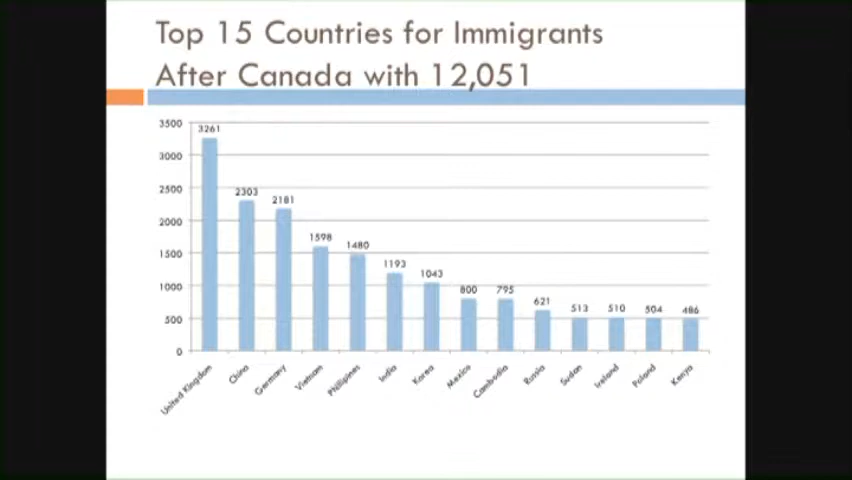 Top 15 Countries for Immigrants
After Canada with 12,051
3500
3000
2500
2000
1500
1000
500
0
3261
2303
2181
1598
1480
1193
1043
800
795
621
513
510
504
486
United Kingdom
China
Germany
Vietnam
Phillipines
India
Korea
Mexico
Cambodia
Russia
Sudan
Ireland
Poland
Kenya